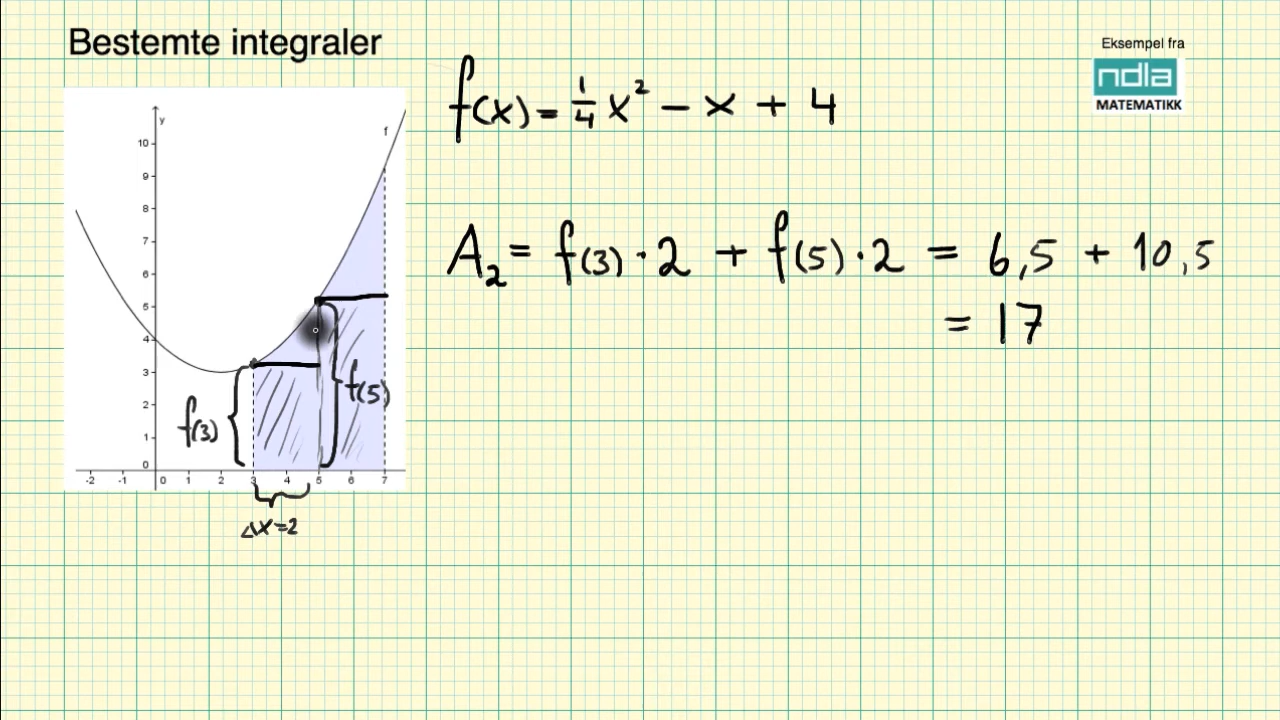 Bestemte integraler
Eksempel fra
ndla
MATEMATIKK
f(x) = 1/4 x² − x + 4
A₂ = f(3) · 2 + f(5) · 2 = 6,5 + 10,5
= 17
y
f
10
9
8
7
6
5
4
3
2
1
0
-2 -1 0 1 2 3 4 5 6 7
f(3)
f(5)
Δx=2